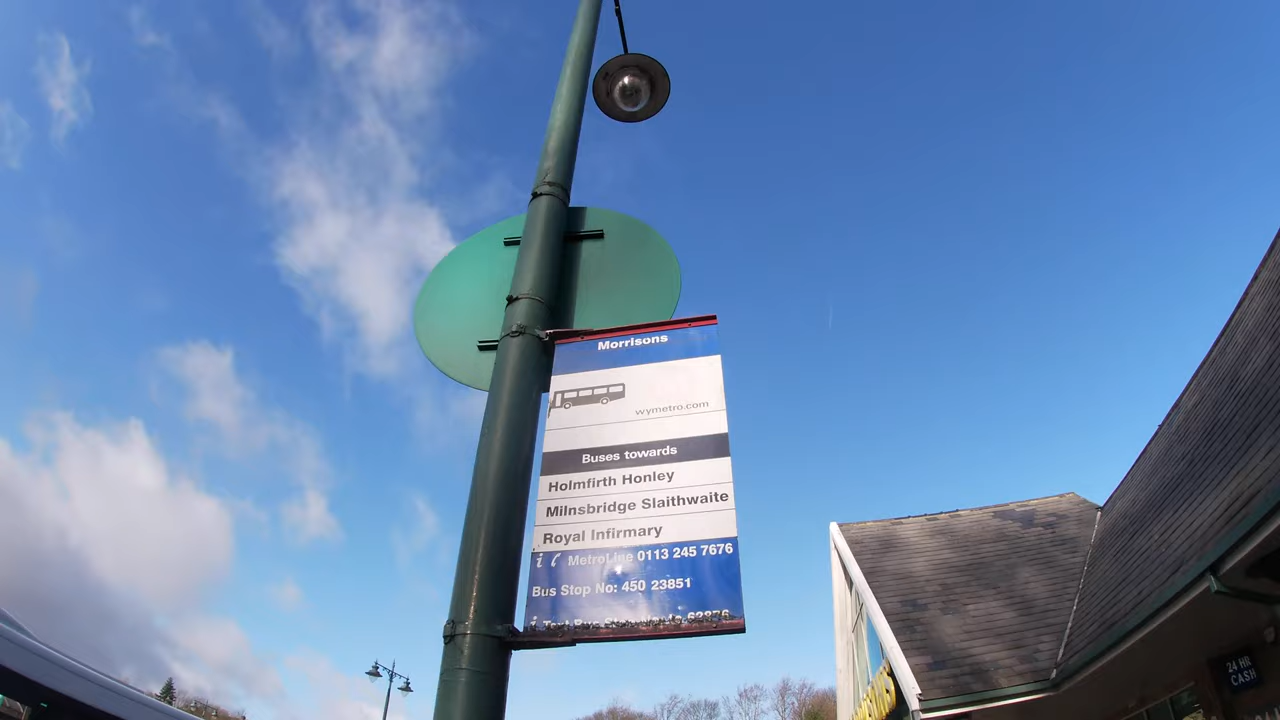 Morrisons
wymetro.com
Buses towards
Holmfirth Honley
Milnsbridge Slaithwaite
Royal Infirmary
MetroLine 0113 245 7676
Bus Stop No: 450 23851
24 HR
CASH